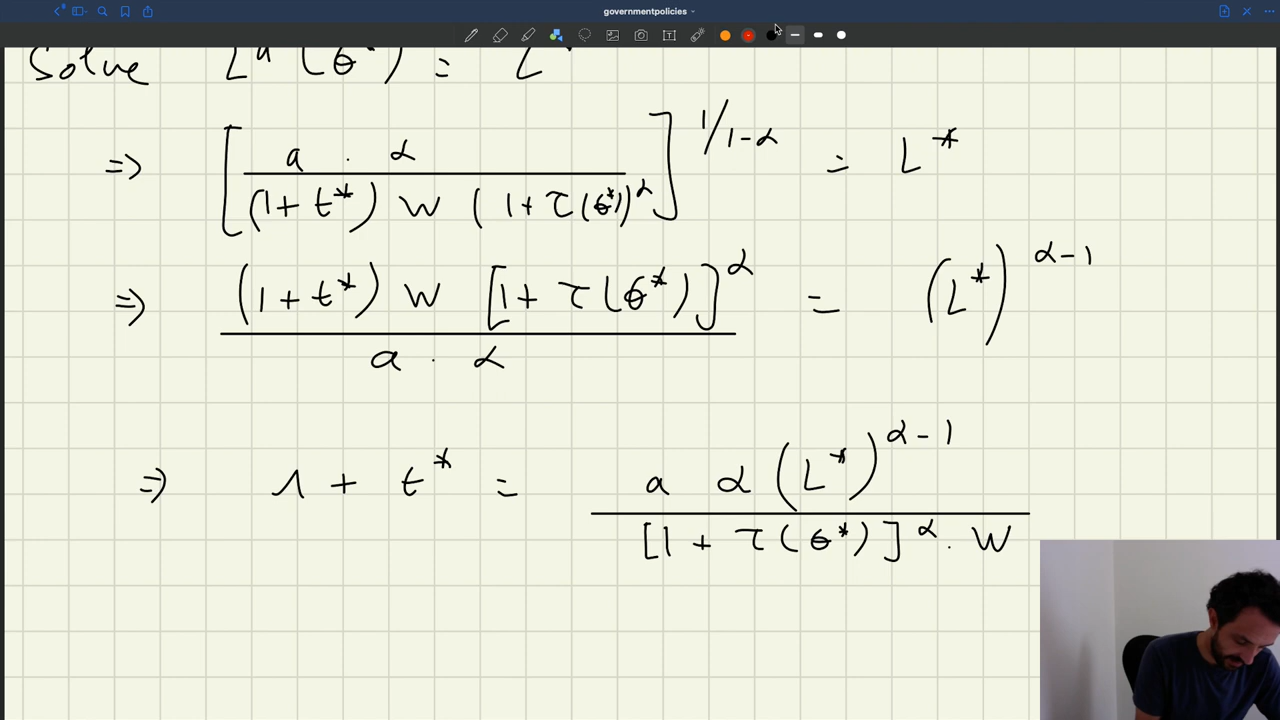 governmentpolicies
Solve L^d (θ*) = L*
=> [ a · α / (1 + t*) W (1 + τ(θ*))^α ]^1/1-α = L*
=> (1 + t*) W [1 + τ(θ*)]^α / a · α = (L*)^α-1
=> 1 + t* = a α (L*)^α-1 / [1 + τ(θ*)]^α · W